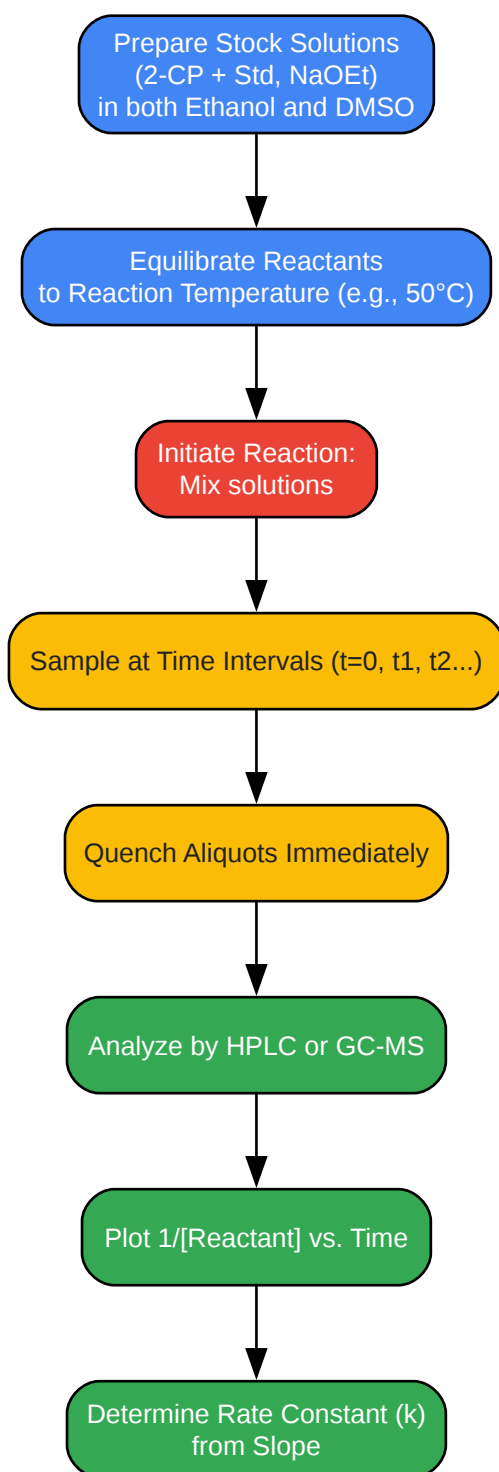 Prepare Stock Solutions
(2-CP + Std, NaOEt)
in both Ethanol and DMSO
Equilibrate Reactants
to Reaction Temperature (e.g., 50°C)
Initiate Reaction:
Mix solutions
Sample at Time Intervals (t=0, t1, t2...)
Quench Aliquots Immediately
Analyze by HPLC or GC-MS
Plot 1/[Reactant] vs. Time
Determine Rate Constant (k)
from Slope